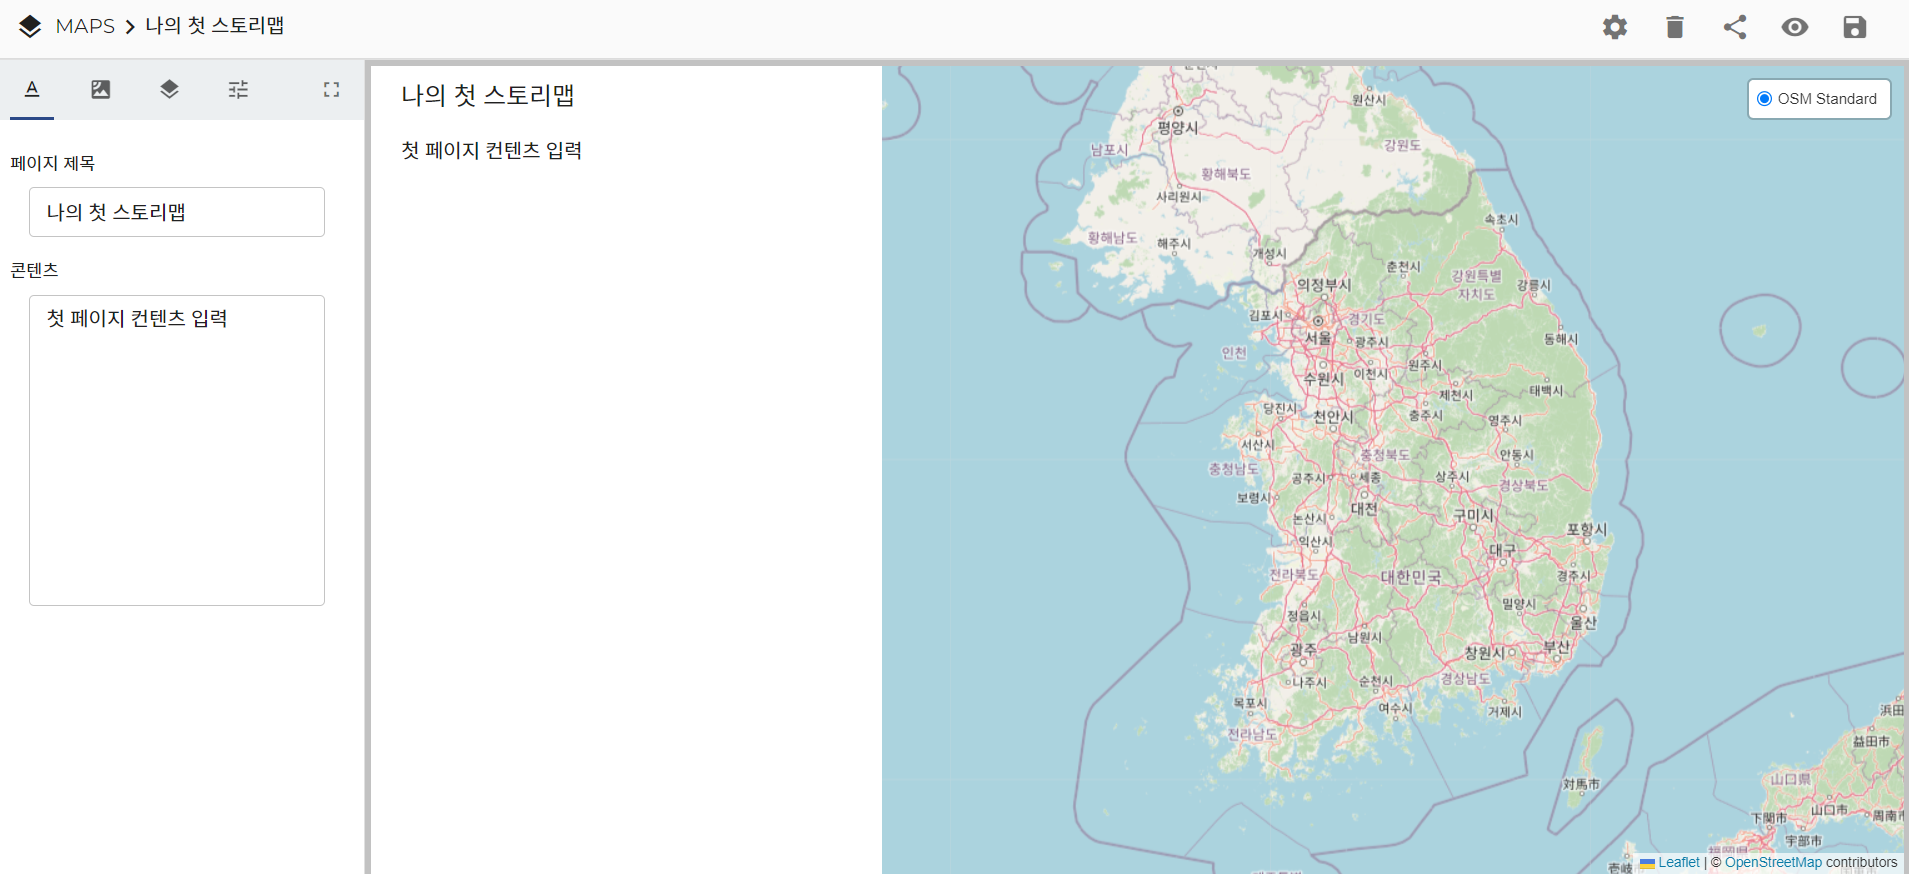 MAPS 나의 첫 스토리맵
페이지 제목
나의 첫 스토리맵
콘텐츠
첫 페이지 컨텐츠 입력
나의 첫 스토리맵
첫 페이지 컨텐츠 입력
OSM Standard
원산시
평양시
강원도
남포시
황해북도
사리원시
속초시
황해남도
해주시
개성시
춘천시
강원특별
자치도
의정부시
강릉시
김포시
경기도
서울
광주시
동해시
인천
원주시
수원시
이천시
태백시
제천시
당진시
천안시
충주시
영주시
서산시
충청북도
안동시
충청남도
공주시
세종
상주시
경상북도
보령시
대전
논산시
구미시
포항시
익산시
대구
전라북도
대한민국
경주시
밀양시
정읍시
울산
남원시
광주
창원시
부산
나주시
순천시
경상남도
목포시
여수시
거제시
전라남도
浜田
益田市
対馬市
山口県
山口市
下関市
周南市
宇部市
福岡県
壱岐
Leaflet | © OpenStreetMap contributors